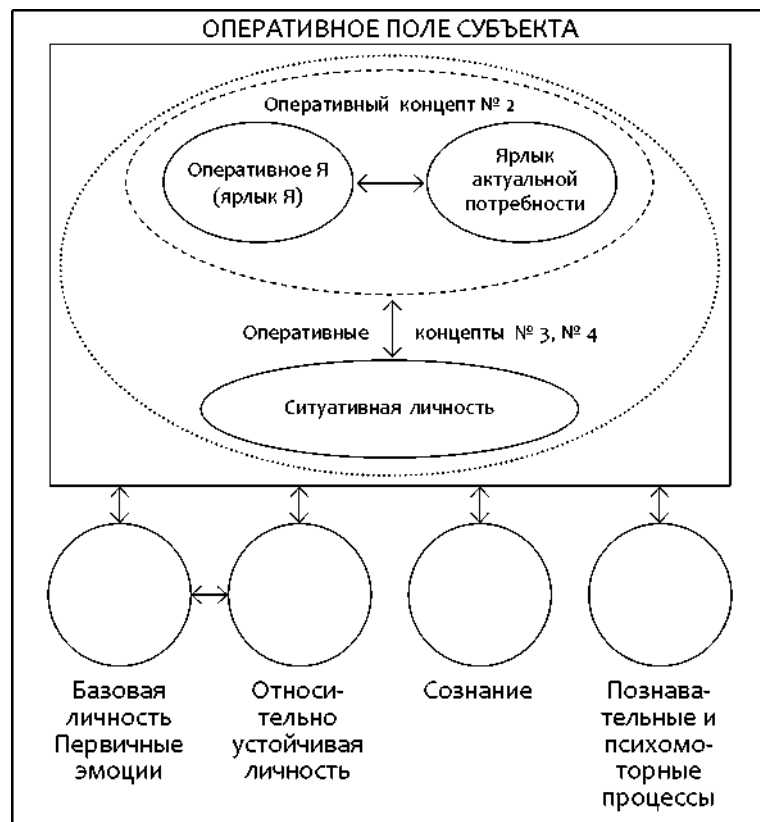 ОПЕРАТИВНОЕ ПОЛЕ СУБЪЕКТА
Оперативный концепт № 2
Оперативное Я
(ярлык Я)
Ярлык
актуальной
потребности
Оперативные концепты № 3, № 4
Ситуативная личность
Базовая
личность
Первичные
эмоции
Относи-
тельно
устойчивая
личность
Сознание
Познава-
тельные и
психомо-
торные
процессы